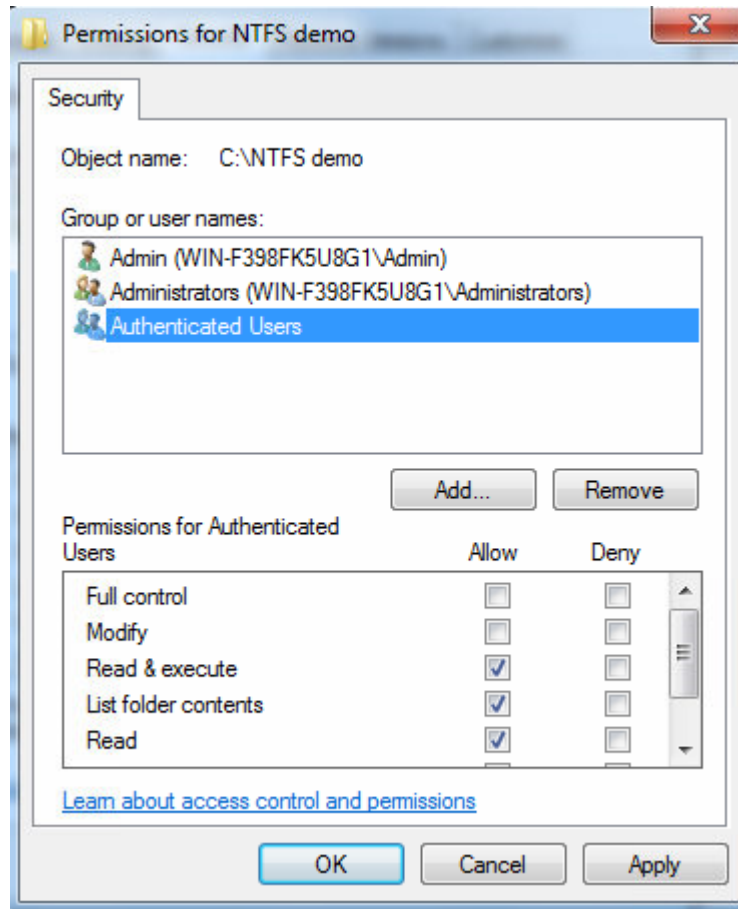 Permissions for NTFS demo
Security
Object name: C:\NTFS demo
Group or user names:
Admin (WIN-F398FK5U8G1\Admin)
Administrators (WIN-F398FK5U8G1\Administrators)
Authenticated Users
Add... Remove
Permissions for Authenticated
Users Allow Deny
Full control
Modify
Read & execute
List folder contents
Read
Learn about access control and permissions
OK Cancel Apply